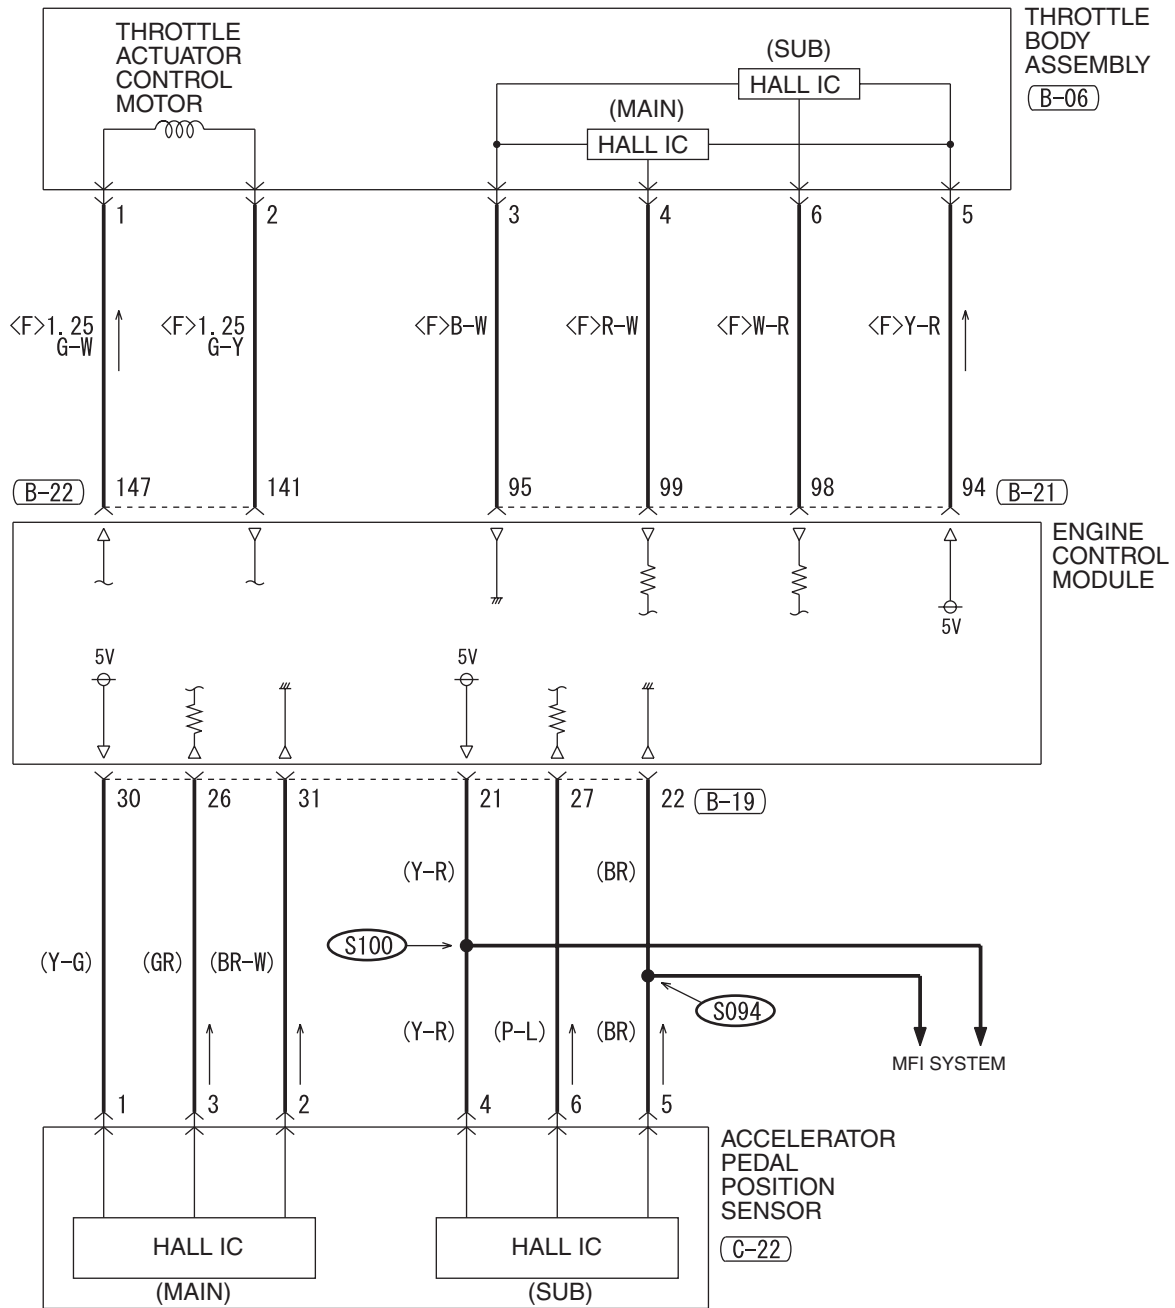 THROTTLE
ACTUATOR
CONTROL
MOTOR
(SUB)
HALL IC
(MAIN)
HALL IC
THROTTLE
BODY
ASSEMBLY
B-06
1 2 3 4 6 5
<F>1.25
G-W
<F>1.25
G-Y
<F>B-W
<F>R-W
<F>W-R
<F>Y-R
B-22 147 141 95 99 98 94 B-21
ENGINE
CONTROL
MODULE
5V
5V 5V
30 26 31 21 27 22 B-19
(Y-R) (BR)
S100
(Y-G) (GR) (BR-W)
S094
(Y-R) (P-L) (BR)
MFI SYSTEM
1 3 2 4 6 5
ACCELERATOR
PEDAL
POSITION
SENSOR
C-22
HALL IC
(MAIN)
HALL IC
(SUB)